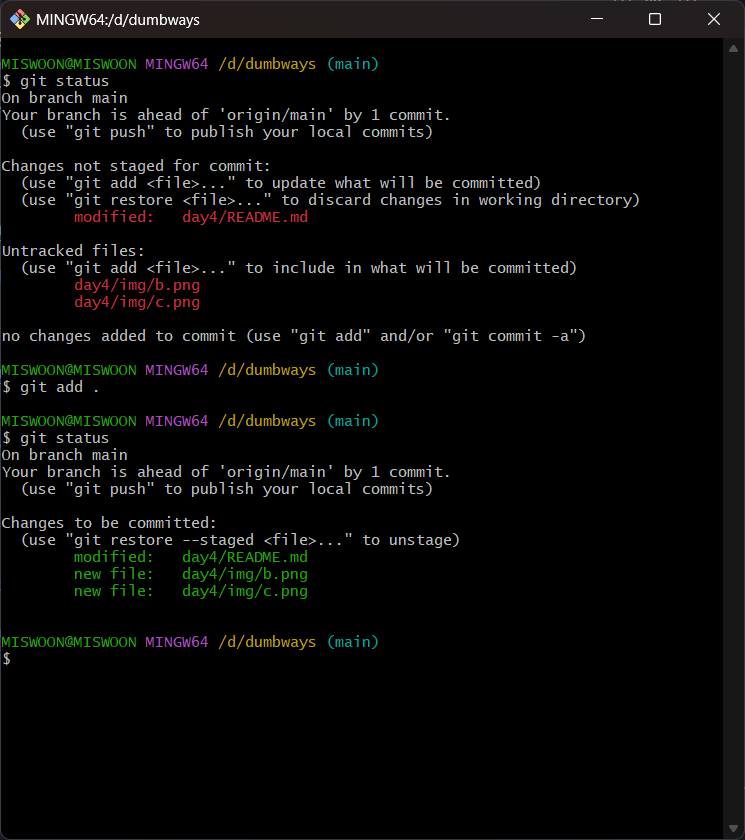 MINGW64:/d/dumbways
MISWOON@MISWOON MINGW64 /d/dumbways (main)
$ git status
On branch main
Your branch is ahead of 'origin/main' by 1 commit.
  (use "git push" to publish your local commits)

Changes not staged for commit:
  (use "git add <file>..." to update what will be committed)
  (use "git restore <file>..." to discard changes in working directory)
        modified:   day4/README.md

Untracked files:
  (use "git add <file>..." to include in what will be committed)
        day4/img/b.png
        day4/img/c.png

no changes added to commit (use "git add" and/or "git commit -a")

MISWOON@MISWOON MINGW64 /d/dumbways (main)
$ git add .

MISWOON@MISWOON MINGW64 /d/dumbways (main)
$ git status
On branch main
Your branch is ahead of 'origin/main' by 1 commit.
  (use "git push" to publish your local commits)

Changes to be committed:
  (use "git restore --staged <file>..." to unstage)
        modified:   day4/README.md
        new file:   day4/img/b.png
        new file:   day4/img/c.png

MISWOON@MISWOON MINGW64 /d/dumbways (main)
$